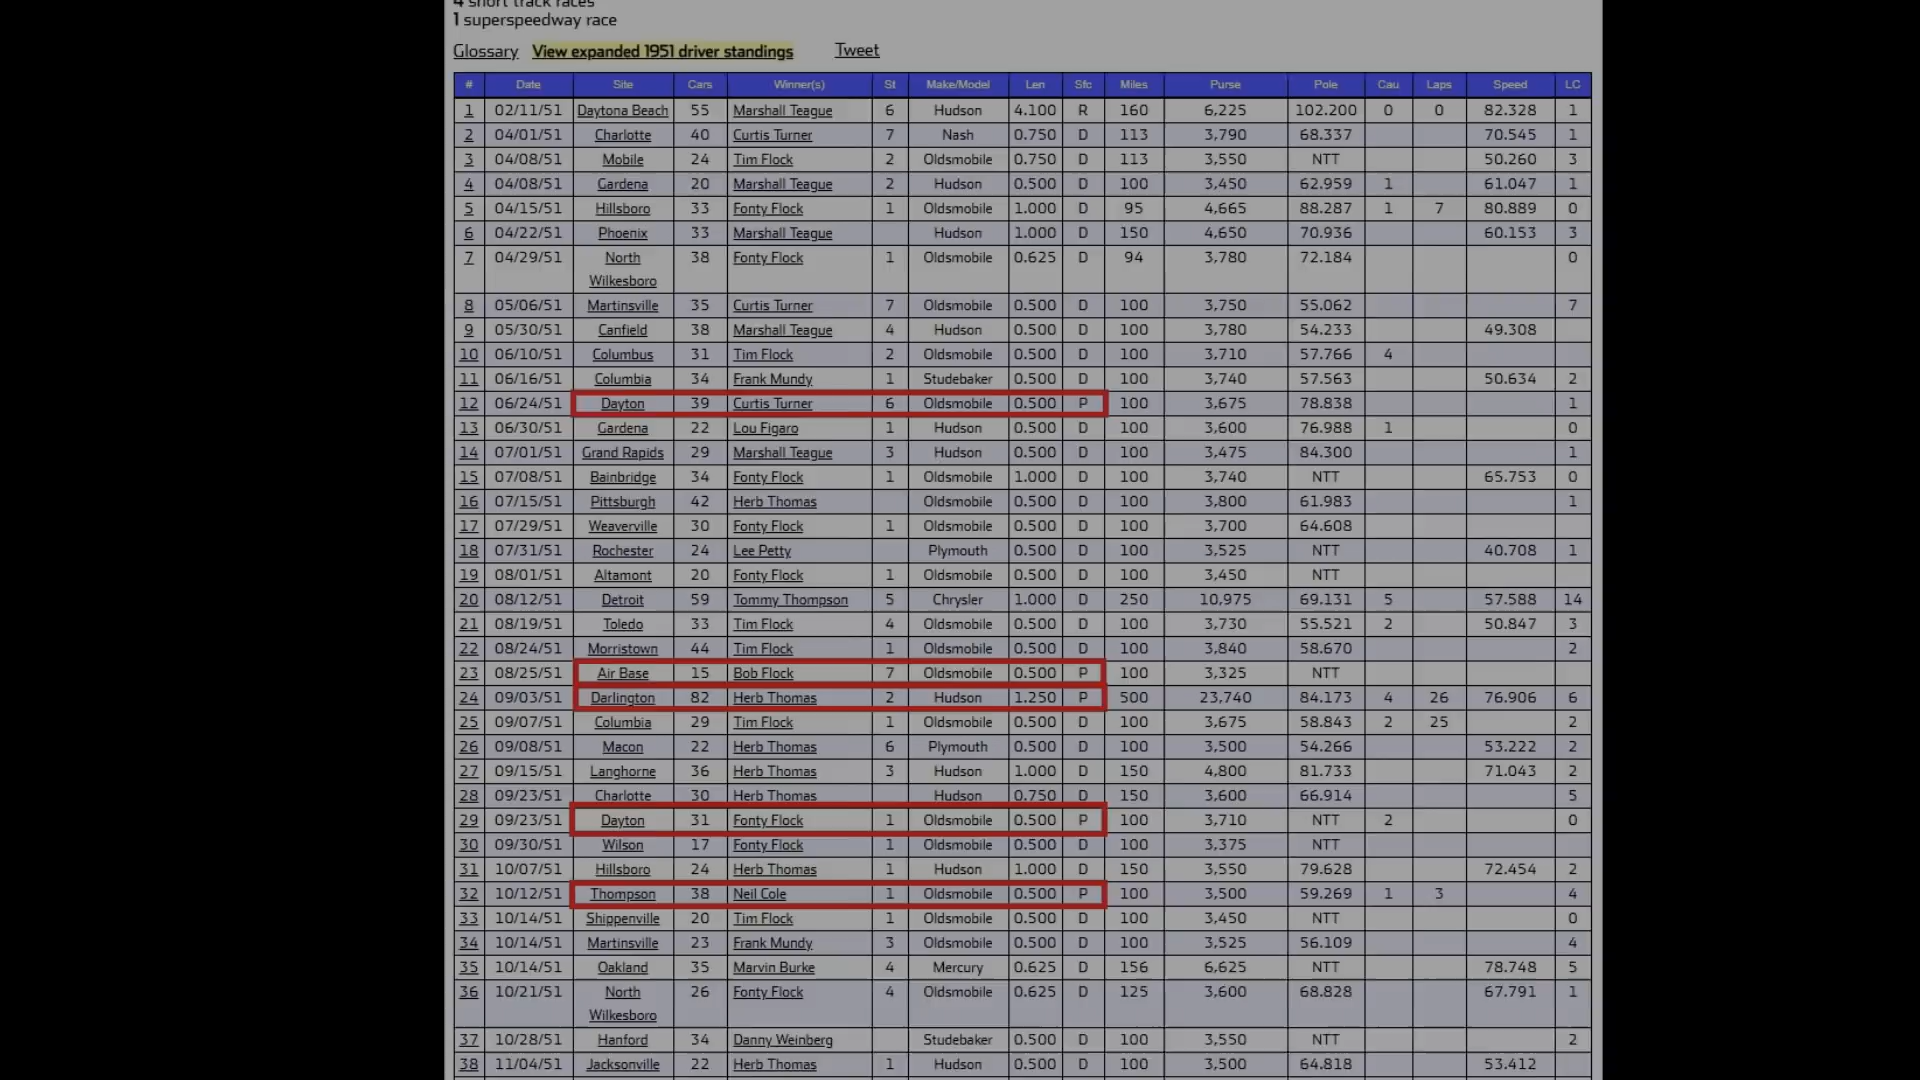 4 short track races
1 superspeedway race
Glossary View expanded 1951 driver standings Tweet
# Date Site Cars Winner(s) St Make/Model Len Sfc Miles Purse Pole Cau Laps Speed LC
1 02/11/51 Daytona Beach 55 Marshall Teague 6 Hudson 4.100 R 160 6,225 102.200 0 0 82.328 1
2 04/01/51 Charlotte 40 Curtis Turner 7 Nash 0.750 D 113 3,790 68.337 70.545 1
3 04/08/51 Mobile 24 Tim Flock 2 Oldsmobile 0.750 D 113 3,550 NTT 50.260 3
4 04/08/51 Gardena 20 Marshall Teague 2 Hudson 0.500 D 100 3,450 62.959 1 61.047 1
5 04/15/51 Hillsboro 33 Fonty Flock 1 Oldsmobile 1.000 D 95 4,665 88.287 1 7 80.889 0
6 04/22/51 Phoenix 33 Marshall Teague Hudson 1.000 D 150 4,650 70.936 60.153 3
7 04/29/51 North 38 Fonty Flock 1 Oldsmobile 0.625 D 94 3,780 72.184 0
Wilkesboro
8 05/06/51 Martinsville 35 Curtis Turner 7 Oldsmobile 0.500 D 100 3,750 55.062 7
9 05/30/51 Canfield 38 Marshall Teague 4 Hudson 0.500 D 100 3,780 54.233 49.308
10 06/10/51 Columbus 31 Tim Flock 2 Oldsmobile 0.500 D 100 3,710 57.766 4
11 06/16/51 Columbia 34 Frank Mundy 1 Studebaker 0.500 D 100 3,740 57.563 50.634 2
12 06/24/51 Dayton 39 Curtis Turner 6 Oldsmobile 0.500 P 100 3,675 78.838 1
13 06/30/51 Gardena 22 Lou Figaro 1 Hudson 0.500 D 100 3,600 76.988 1 0
14 07/01/51 Grand Rapids 29 Marshall Teague 3 Hudson 0.500 D 100 3,475 84.300 1
15 07/08/51 Bainbridge 34 Fonty Flock 1 Oldsmobile 1.000 D 100 3,740 NTT 65.753 0
16 07/15/51 Pittsburgh 42 Herb Thomas Oldsmobile 0.500 D 100 3,800 61.983 1
17 07/29/51 Weaverville 30 Fonty Flock 1 Oldsmobile 0.500 D 100 3,700 64.608
18 07/31/51 Rochester 24 Lee Petty Plymouth 0.500 D 100 3,525 NTT 40.708 1
19 08/01/51 Altamont 20 Fonty Flock 1 Oldsmobile 0.500 D 100 3,450 NTT
20 08/12/51 Detroit 59 Tommy Thompson 5 Chrysler 1.000 D 250 10,975 69.131 5 57.588 14
21 08/19/51 Toledo 33 Tim Flock 4 Oldsmobile 0.500 D 100 3,730 55.521 2 50.847 3
22 08/24/51 Morristown 44 Tim Flock 1 Oldsmobile 0.500 D 100 3,840 58.670 2
23 08/25/51 Air Base 15 Bob Flock 7 Oldsmobile 0.500 P 100 3,325 NTT
24 09/03/51 Darlington 82 Herb Thomas 2 Hudson 1.250 P 500 23,740 84.173 4 26 76.906 6
25 09/07/51 Columbia 29 Tim Flock 1 Oldsmobile 0.500 D 100 3,675 58.843 2 25 2
26 09/08/51 Macon 22 Herb Thomas 6 Plymouth 0.500 D 100 3,500 54.266 53.222 2
27 09/15/51 Langhorne 36 Herb Thomas 3 Hudson 1.000 D 150 4,800 81.733 71.043 2
28 09/23/51 Charlotte 30 Herb Thomas Hudson 0.750 D 150 3,600 66.914 5
29 09/23/51 Dayton 31 Fonty Flock 1 Oldsmobile 0.500 P 100 3,710 NTT 2 0
30 09/30/51 Wilson 17 Fonty Flock 1 Oldsmobile 0.500 D 100 3,375 NTT
31 10/07/51 Hillsboro 24 Herb Thomas 1 Hudson 1.000 D 150 3,550 79.628 72.454 2
32 10/12/51 Thompson 38 Neil Cole 1 Oldsmobile 0.500 P 100 3,500 59.269 1 3 4
33 10/14/51 Shippenville 20 Tim Flock 1 Oldsmobile 0.500 D 100 3,450 NTT 0
34 10/14/51 Martinsville 23 Frank Mundy 3 Oldsmobile 0.500 D 100 3,525 56.109 4
35 10/14/51 Oakland 35 Marvin Burke 4 Mercury 0.625 D 156 6,625 NTT 78.748 5
36 10/21/51 North 26 Fonty Flock 4 Oldsmobile 0.625 D 125 3,600 68.828 67.791 1
Wilkesboro
37 10/28/51 Hanford 34 Danny Weinberg Studebaker 0.500 D 100 3,550 NTT 2
38 11/04/51 Jacksonville 22 Herb Thomas 1 Hudson 0.500 D 100 3,500 64.818 53.412